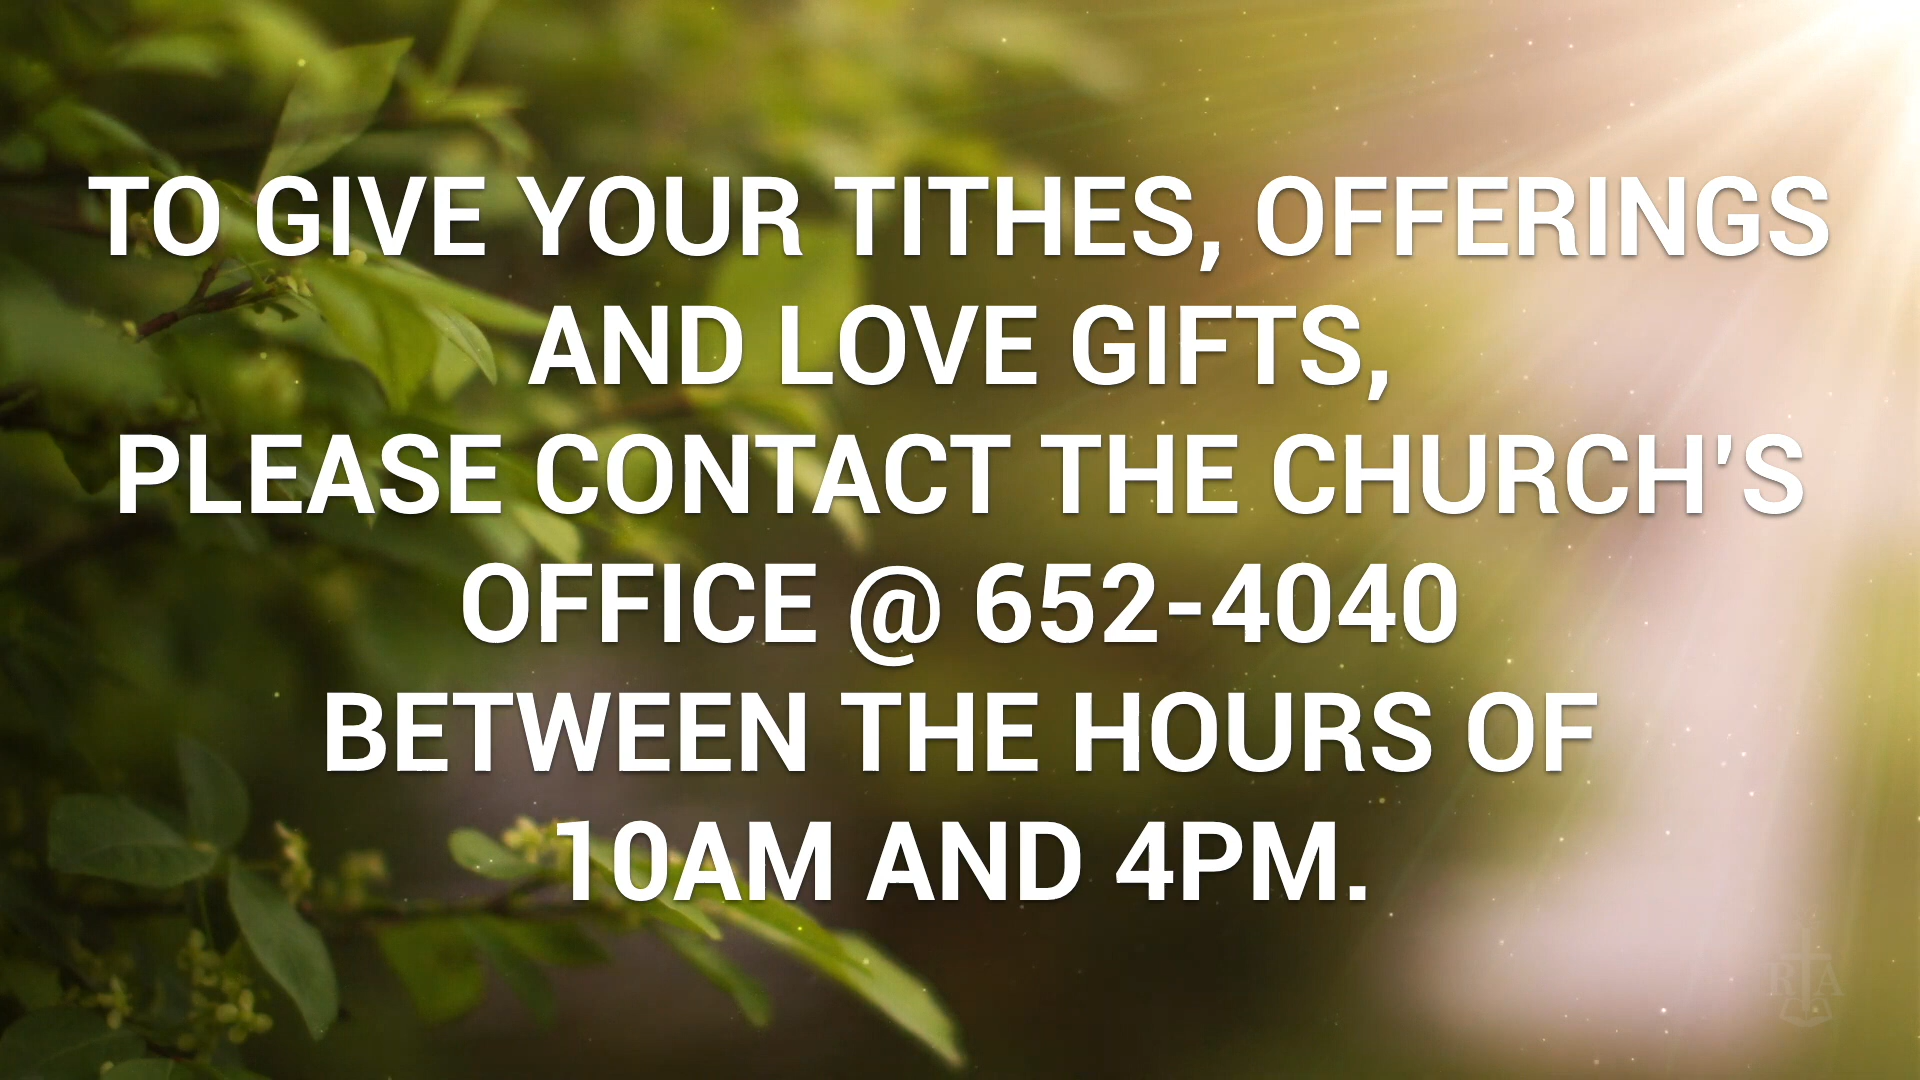 TO GIVE YOUR TITHES, OFFERINGS
AND LOVE GIFTS,
PLEASE CONTACT THE CHURCH'S
OFFICE @ 652-4040
BETWEEN THE HOURS OF
10AM AND 4PM.
R A